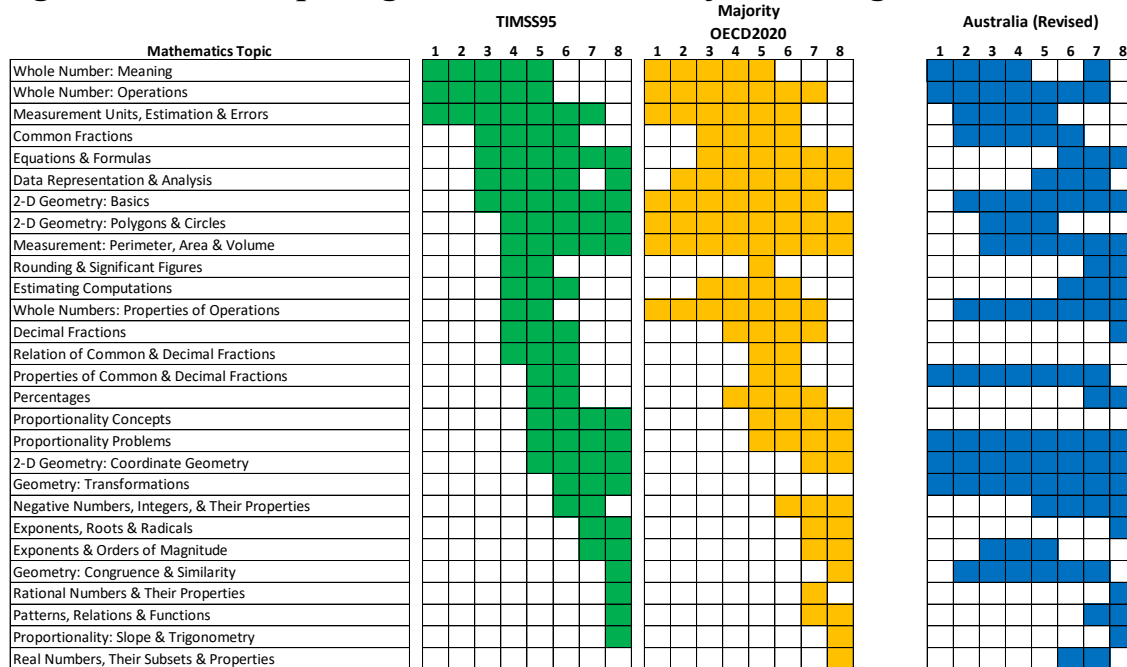 TIMSS95
Majority
OECD2020
Australia (Revised)
Mathematics Topic
1 2 3 4 5 6 7 8
1 2 3 4 5 6 7 8
1 2 3 4 5 6 7 8
Whole Number: Meaning
Whole Number: Operations
Measurement Units, Estimation & Errors
Common Fractions
Equations & Formulas
Data Representation & Analysis
2-D Geometry: Basics
2-D Geometry: Polygons & Circles
Measurement: Perimeter, Area & Volume
Rounding & Significant Figures
Estimating Computations
Whole Numbers: Properties of Operations
Decimal Fractions
Relation of Common & Decimal Fractions
Properties of Common & Decimal Fractions
Percentages
Proportionality Concepts
Proportionality Problems
2-D Geometry: Coordinate Geometry
Geometry: Transformations
Negative Numbers, Integers, & Their Properties
Exponents, Roots & Radicals
Exponents & Orders of Magnitude
Geometry: Congruence & Similarity
Rational Numbers & Their Properties
Patterns, Relations & Functions
Proportionality: Slope & Trigonometry
Real Numbers, Their Subsets & Properties